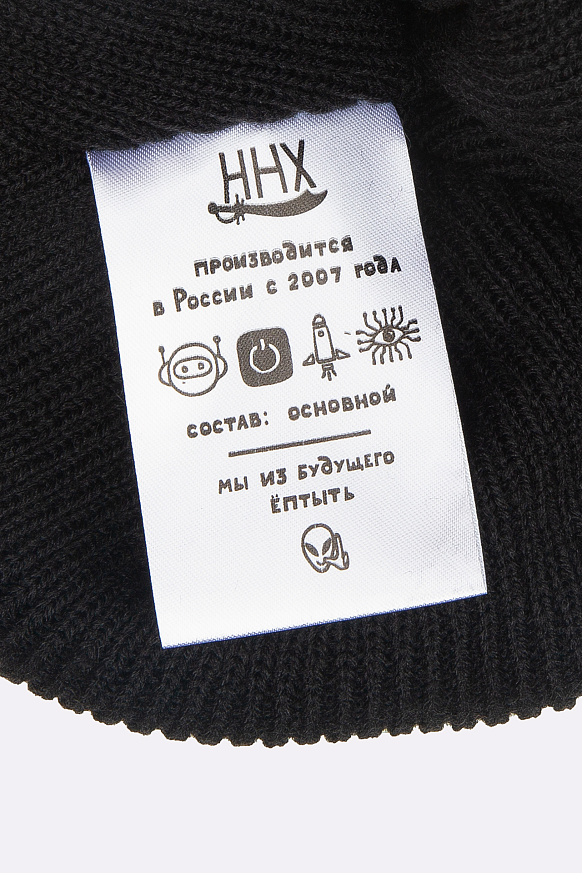 ННХ
ПРОИЗВОДИТСЯ
В РОССИИ С 2007 ГОДА
СОСТАВ: ОСНОВНОЙ
МЫ ИЗ БУДУЩЕГО
ЁПТЫТЬ